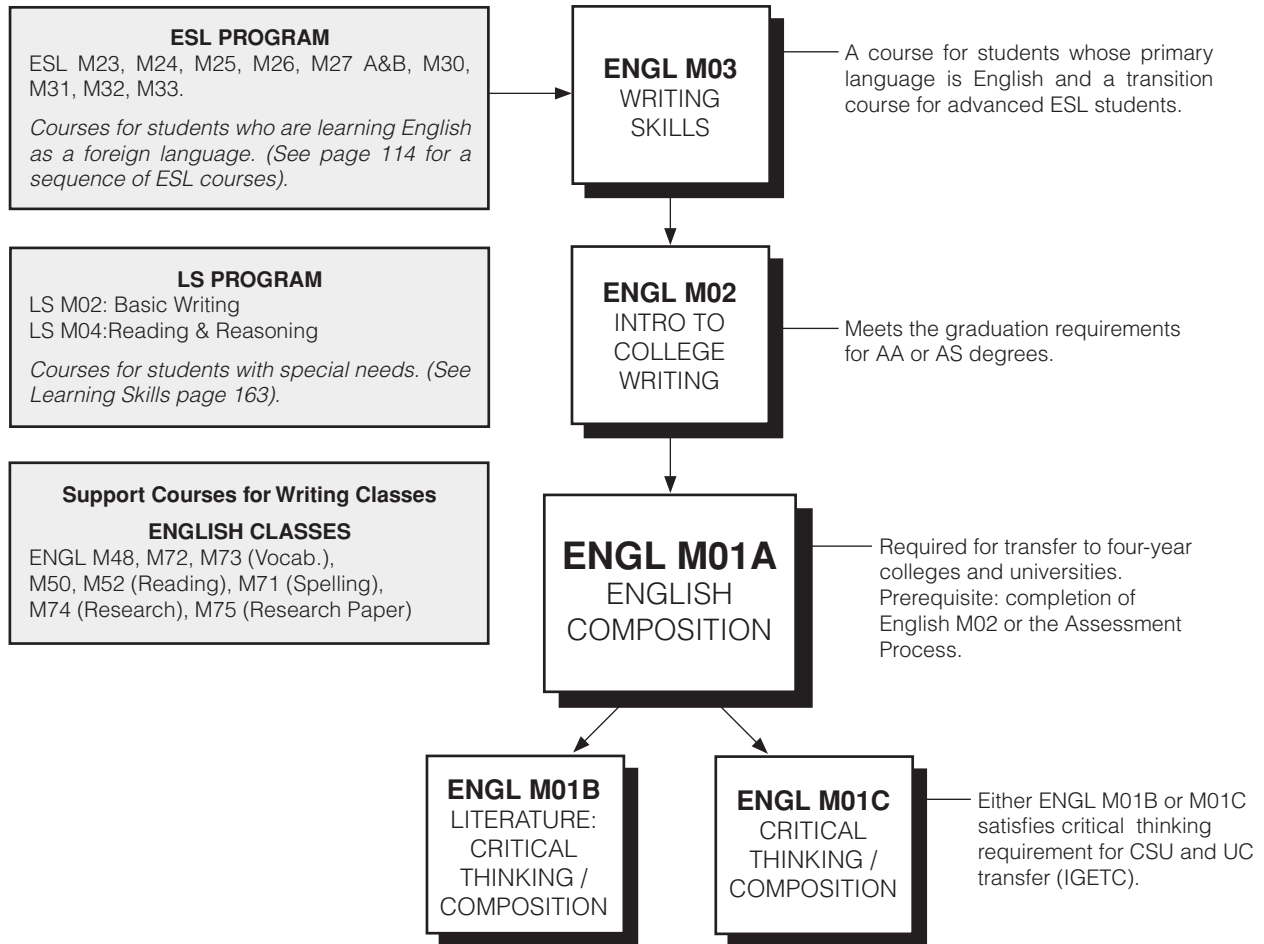 ESL PROGRAM
ESL M23, M24, M25, M26, M27 A&B, M30,
M31, M32, M33.
Courses for students who are learning English
as a foreign language. (See page 114 for a
sequence of ESL courses).
ENGL M03
WRITING
SKILLS
A course for students whose primary
language is English and a transition
course for advanced ESL students.
LS PROGRAM
LS M02: Basic Writing
LS M04:Reading & Reasoning
Courses for students with special needs. (See
Learning Skills page 163).
ENGL M02
INTRO TO
COLLEGE
WRITING
Meets the graduation requirements
for AA or AS degrees.
Support Courses for Writing Classes
ENGLISH CLASSES
ENGL M48, M72, M73 (Vocab.),
M50, M52 (Reading), M71 (Spelling),
M74 (Research), M75 (Research Paper)
ENGL M01A
ENGLISH
COMPOSITION
Required for transfer to four-year
colleges and universities.
Prerequisite: completion of
English M02 or the Assessment
Process.
ENGL M01B
LITERATURE:
CRITICAL
THINKING /
COMPOSITION
ENGL M01C
CRITICAL
THINKING /
COMPOSITION
Either ENGL M01B or M01C
satisfies critical thinking
requirement for CSU and UC
transfer (IGETC).